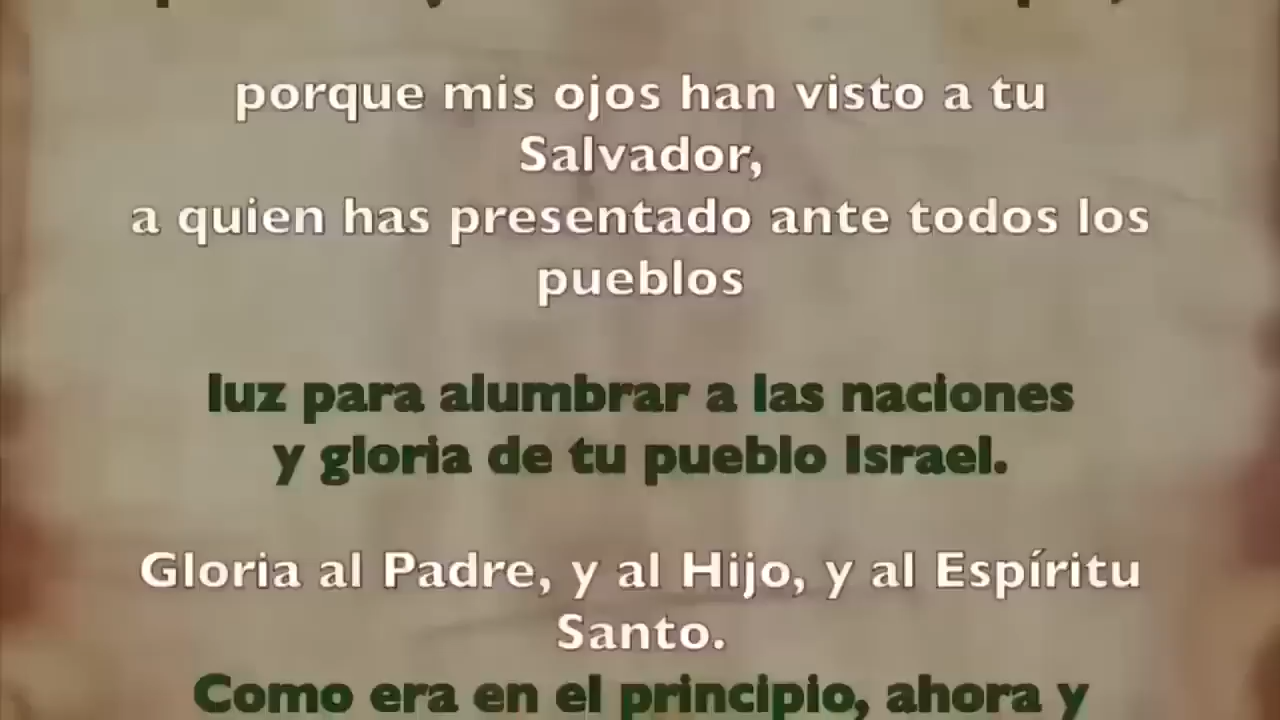 porque mis ojos han visto a tu
Salvador,
a quien has presentado ante todos los
pueblos
luz para alumbrar a las naciones
y gloria de tu pueblo Israel.
Gloria al Padre, y al Hijo, y al Espíritu
Santo.
Como era en el principio, ahora y